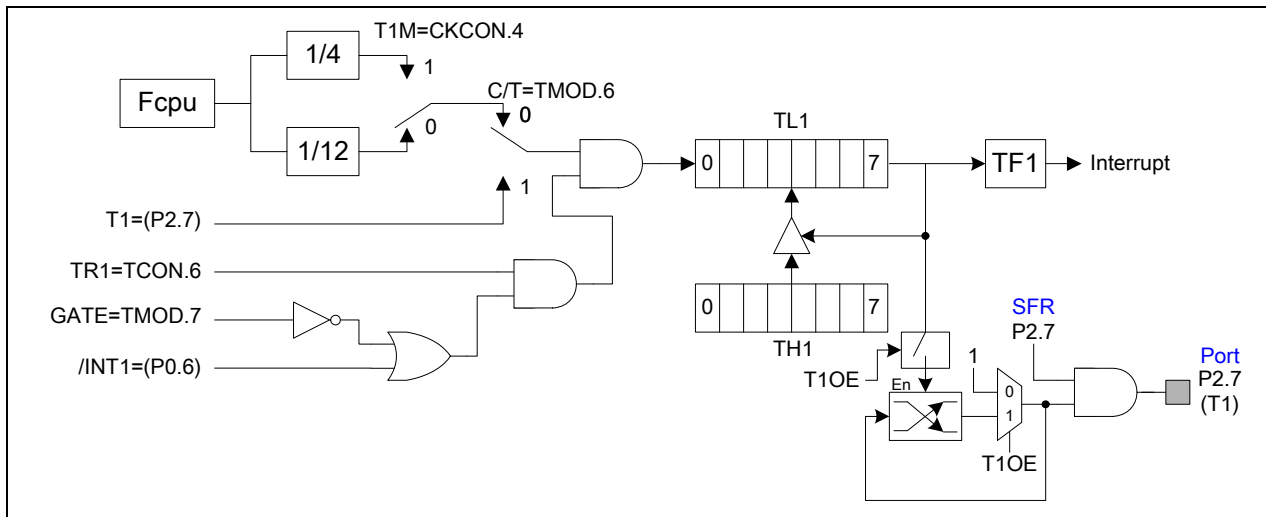 T1M=CKCON.4
1/4
1
Fcpu
C/T=TMOD.6
0
0
1/12
TL1
0 7
TF1
Interrupt
1
T1=(P2.7)
TR1=TCON.6
GATE=TMOD.7
/INT1=(P0.6)
0 7
TH1
SFR
P2.7
Port
P2.7
(T1)
T1OE
1
En
0
1
T1OE